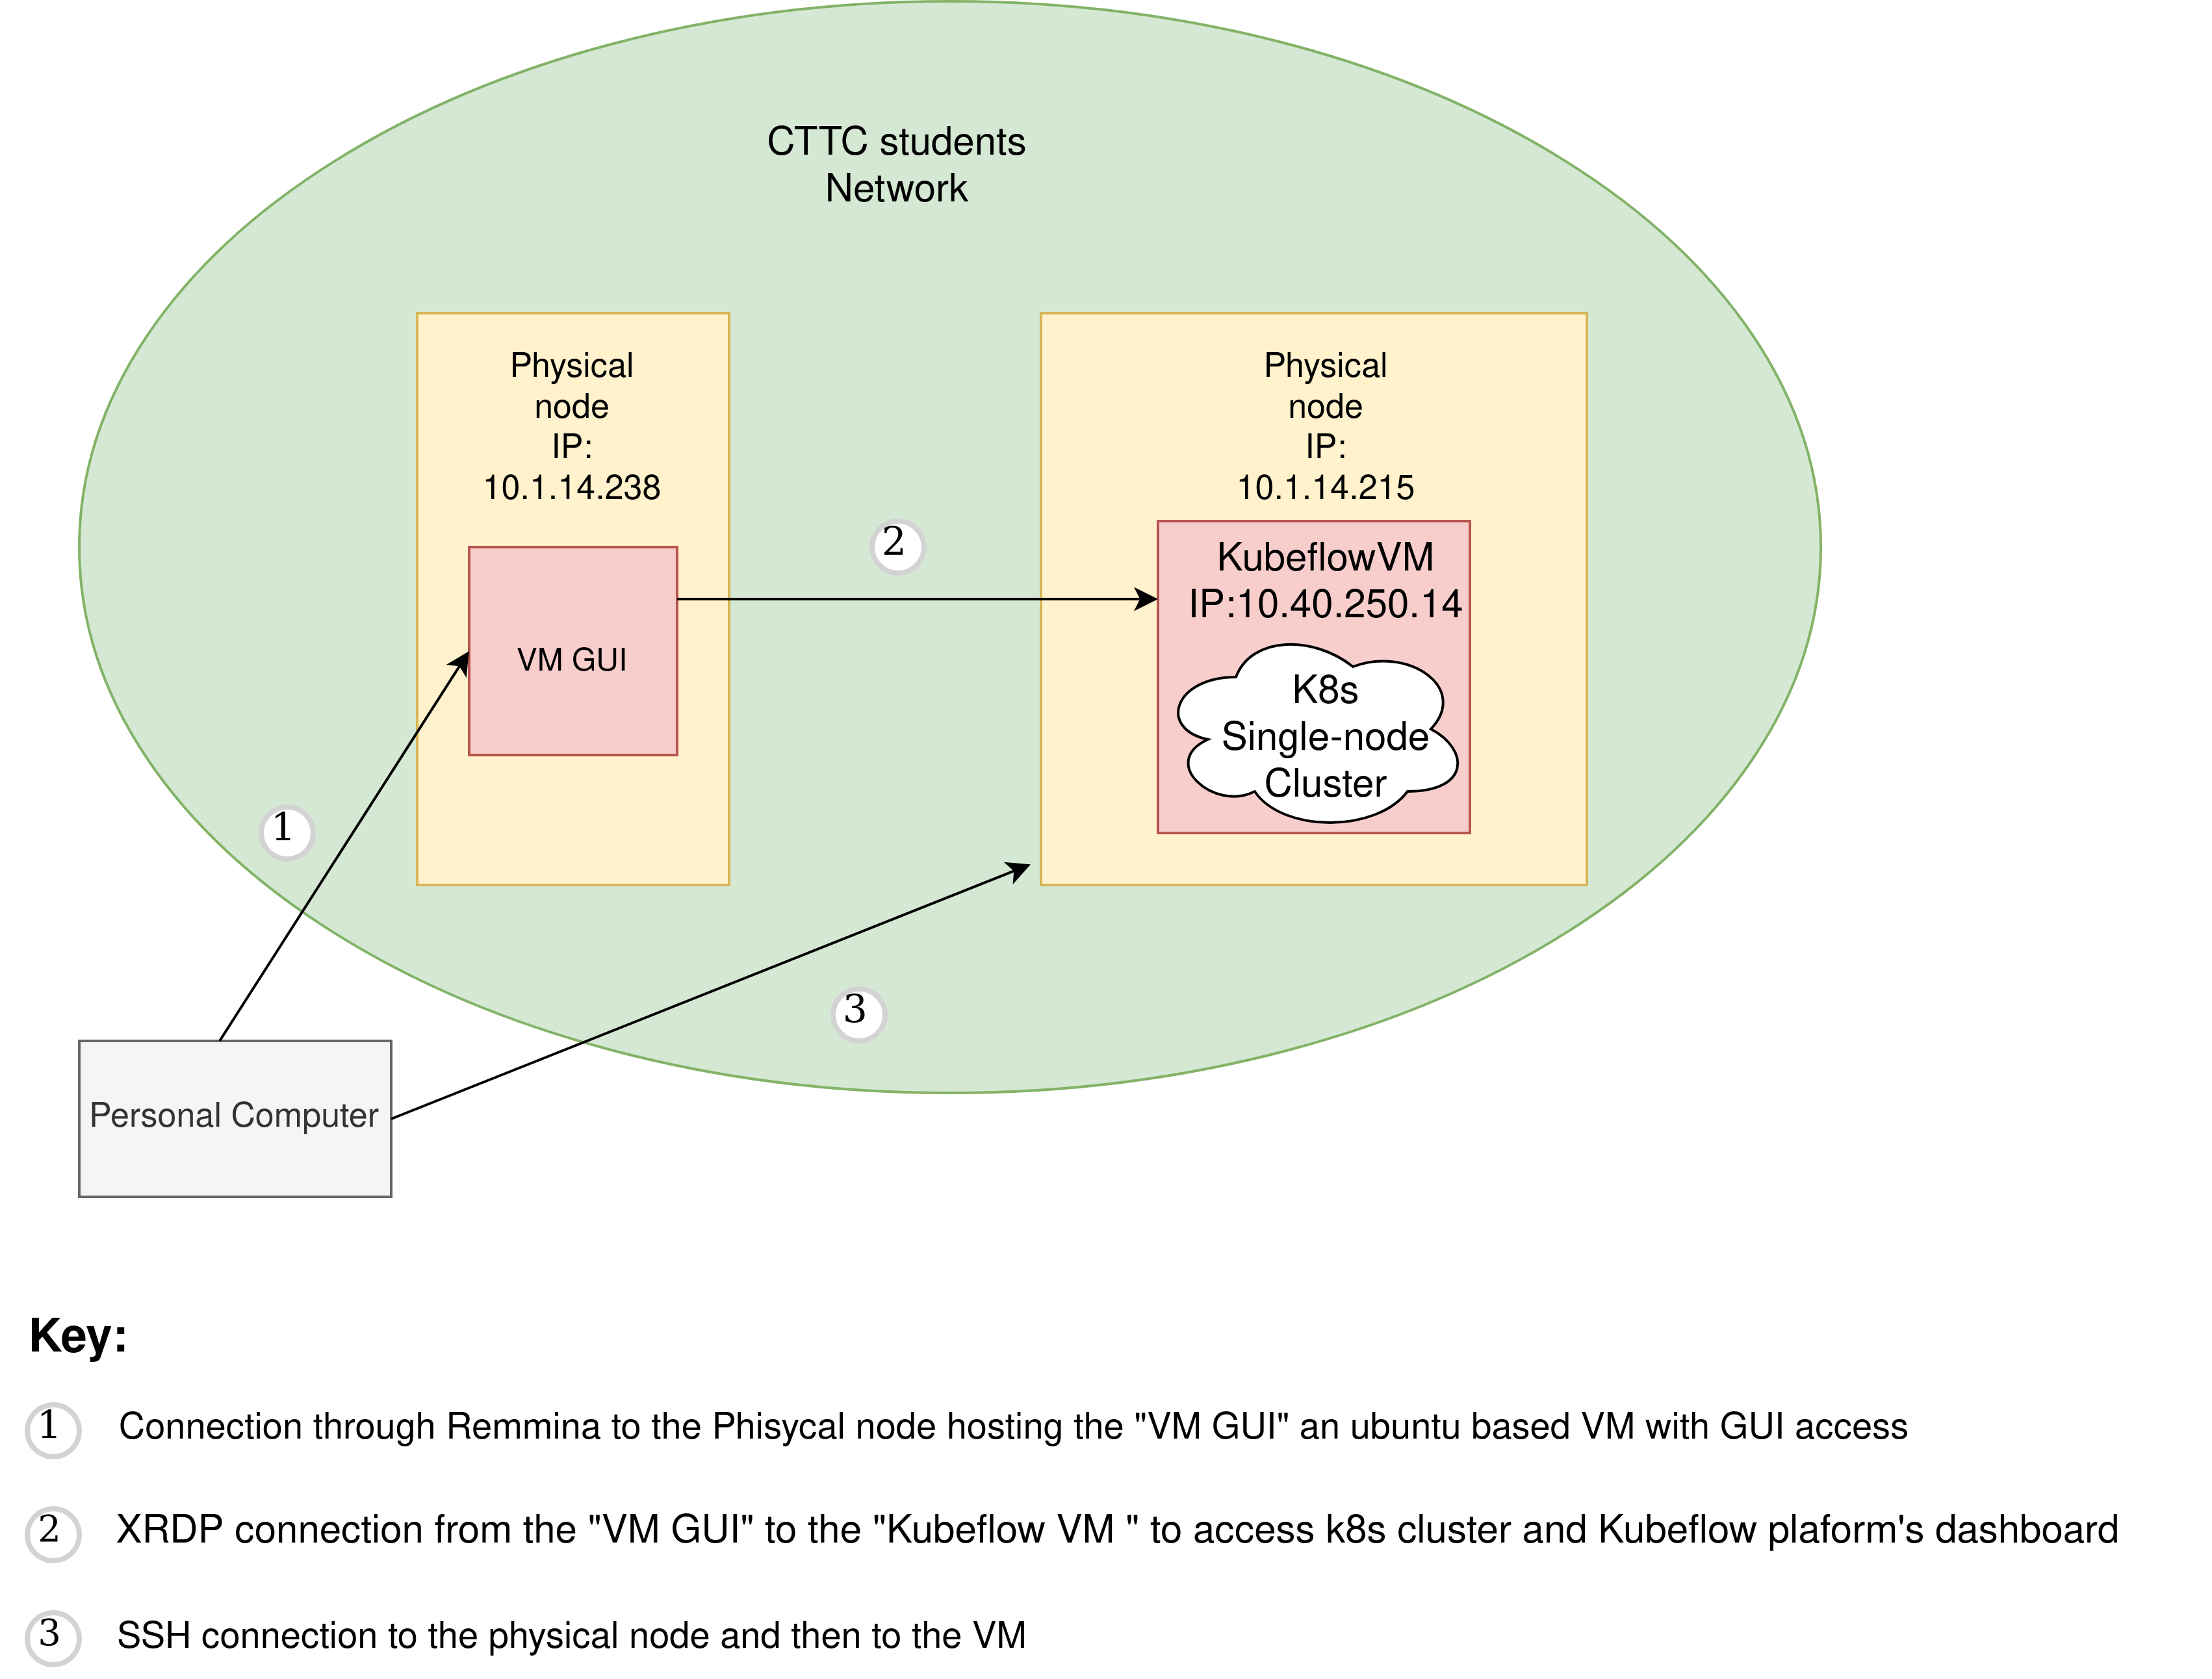 CTTC students
Network
Physical
node
IP:
10.1.14.238
Physical
node
IP:
10.1.14.215
2
KubeflowVM
IP:10.40.250.14
VM GUI
K8s
Single-node
Cluster
1
3
Personal Computer
Key:
1 Connection through Remmina to the Phisycal node hosting the "VM GUI" an ubuntu based VM with GUI access
2 XRDP connection from the "VM GUI" to the "Kubeflow VM " to access k8s cluster and Kubeflow plaform's dashboard
3 SSH connection to the physical node and then to the VM